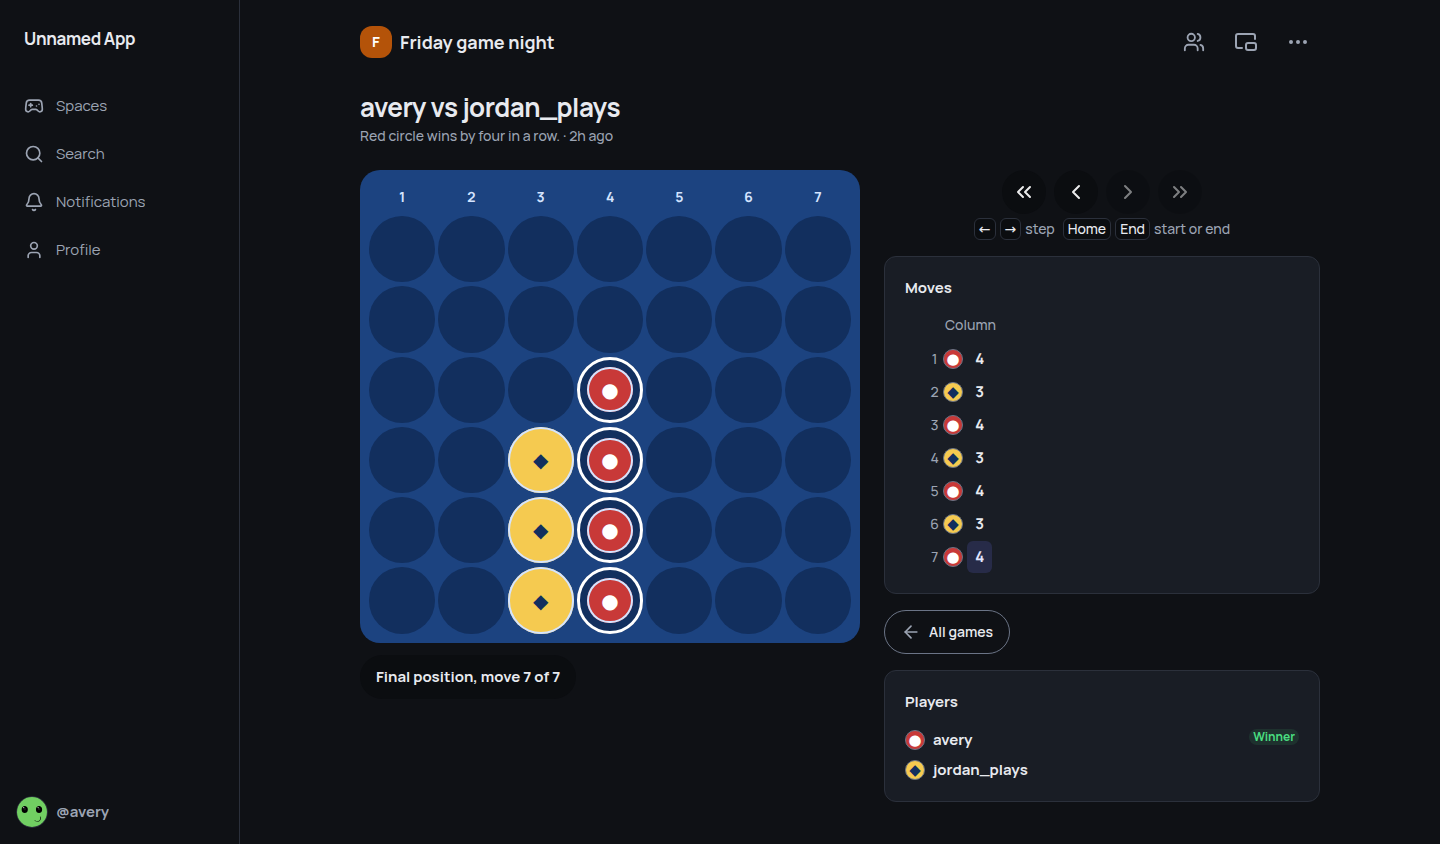 Unnamed App
Spaces
Search
Notifications
Profile
@avery
F Friday game night
avery vs jordan_plays
Red circle wins by four in a row. · 2h ago
1 2 3 4 5 6 7
Final position, move 7 of 7
← → step Home End start or end
Moves
Column
1 4
2 3
3 4
4 3
5 4
6 3
7 4
← All games
Players
avery Winner
jordan_plays